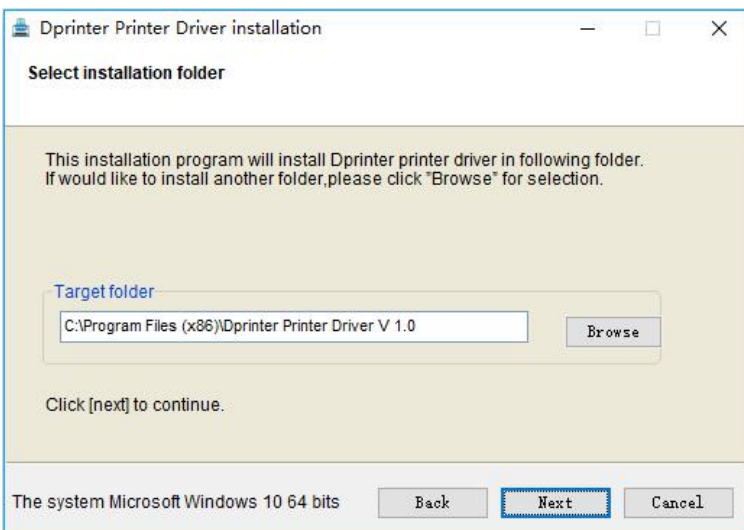 Dprinter Printer Driver installation
Select installation folder
This installation program will install Dprinter printer driver in following folder.
If would like to install another folder,please click "Browse" for selection.
Target folder
C:\Program Files (x86)\Dprinter Printer Driver V 1.0
Browse
Click [next] to continue.
The system Microsoft Windows 10 64 bits
Back
Next
Cancel